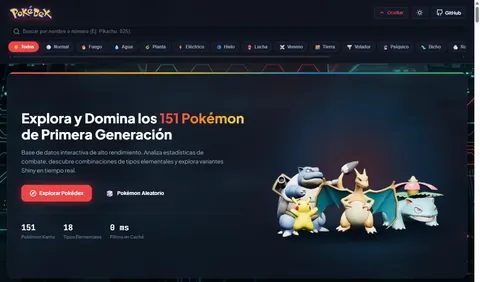 POKéDEX
Ocultar
GitHub
Buscar por nombre o número (Ej. Pikachu, 025)...
Todos
Normal
Fuego
Agua
Planta
Eléctrico
Hielo
Lucha
Veneno
Tierra
Volador
Psíquico
Bicho
Explora y Domina los 151 Pokémon
de Primera Generación
Base de datos interactiva de alto rendimiento. Analiza estadísticas de
combate, descubre combinaciones de tipos elementales y explora variantes
Shiny en tiempo real.
Explorar Pokédex
Pokémon Aleatorio
151
18
0 ms
Pokémon Kanto
Tipos Elementales